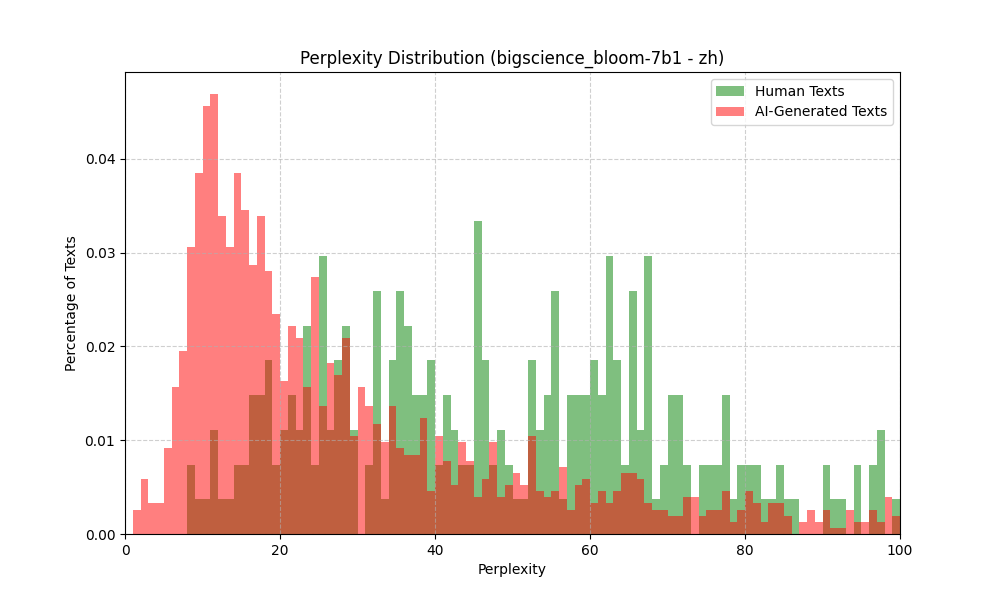 Perplexity Distribution (bigscience_bloom-7b1 - zh)
Human Texts
AI-Generated Texts
Percentage of Texts
0.04
0.03
0.02
0.01
0.00
0 20 40 60 80 100
Perplexity